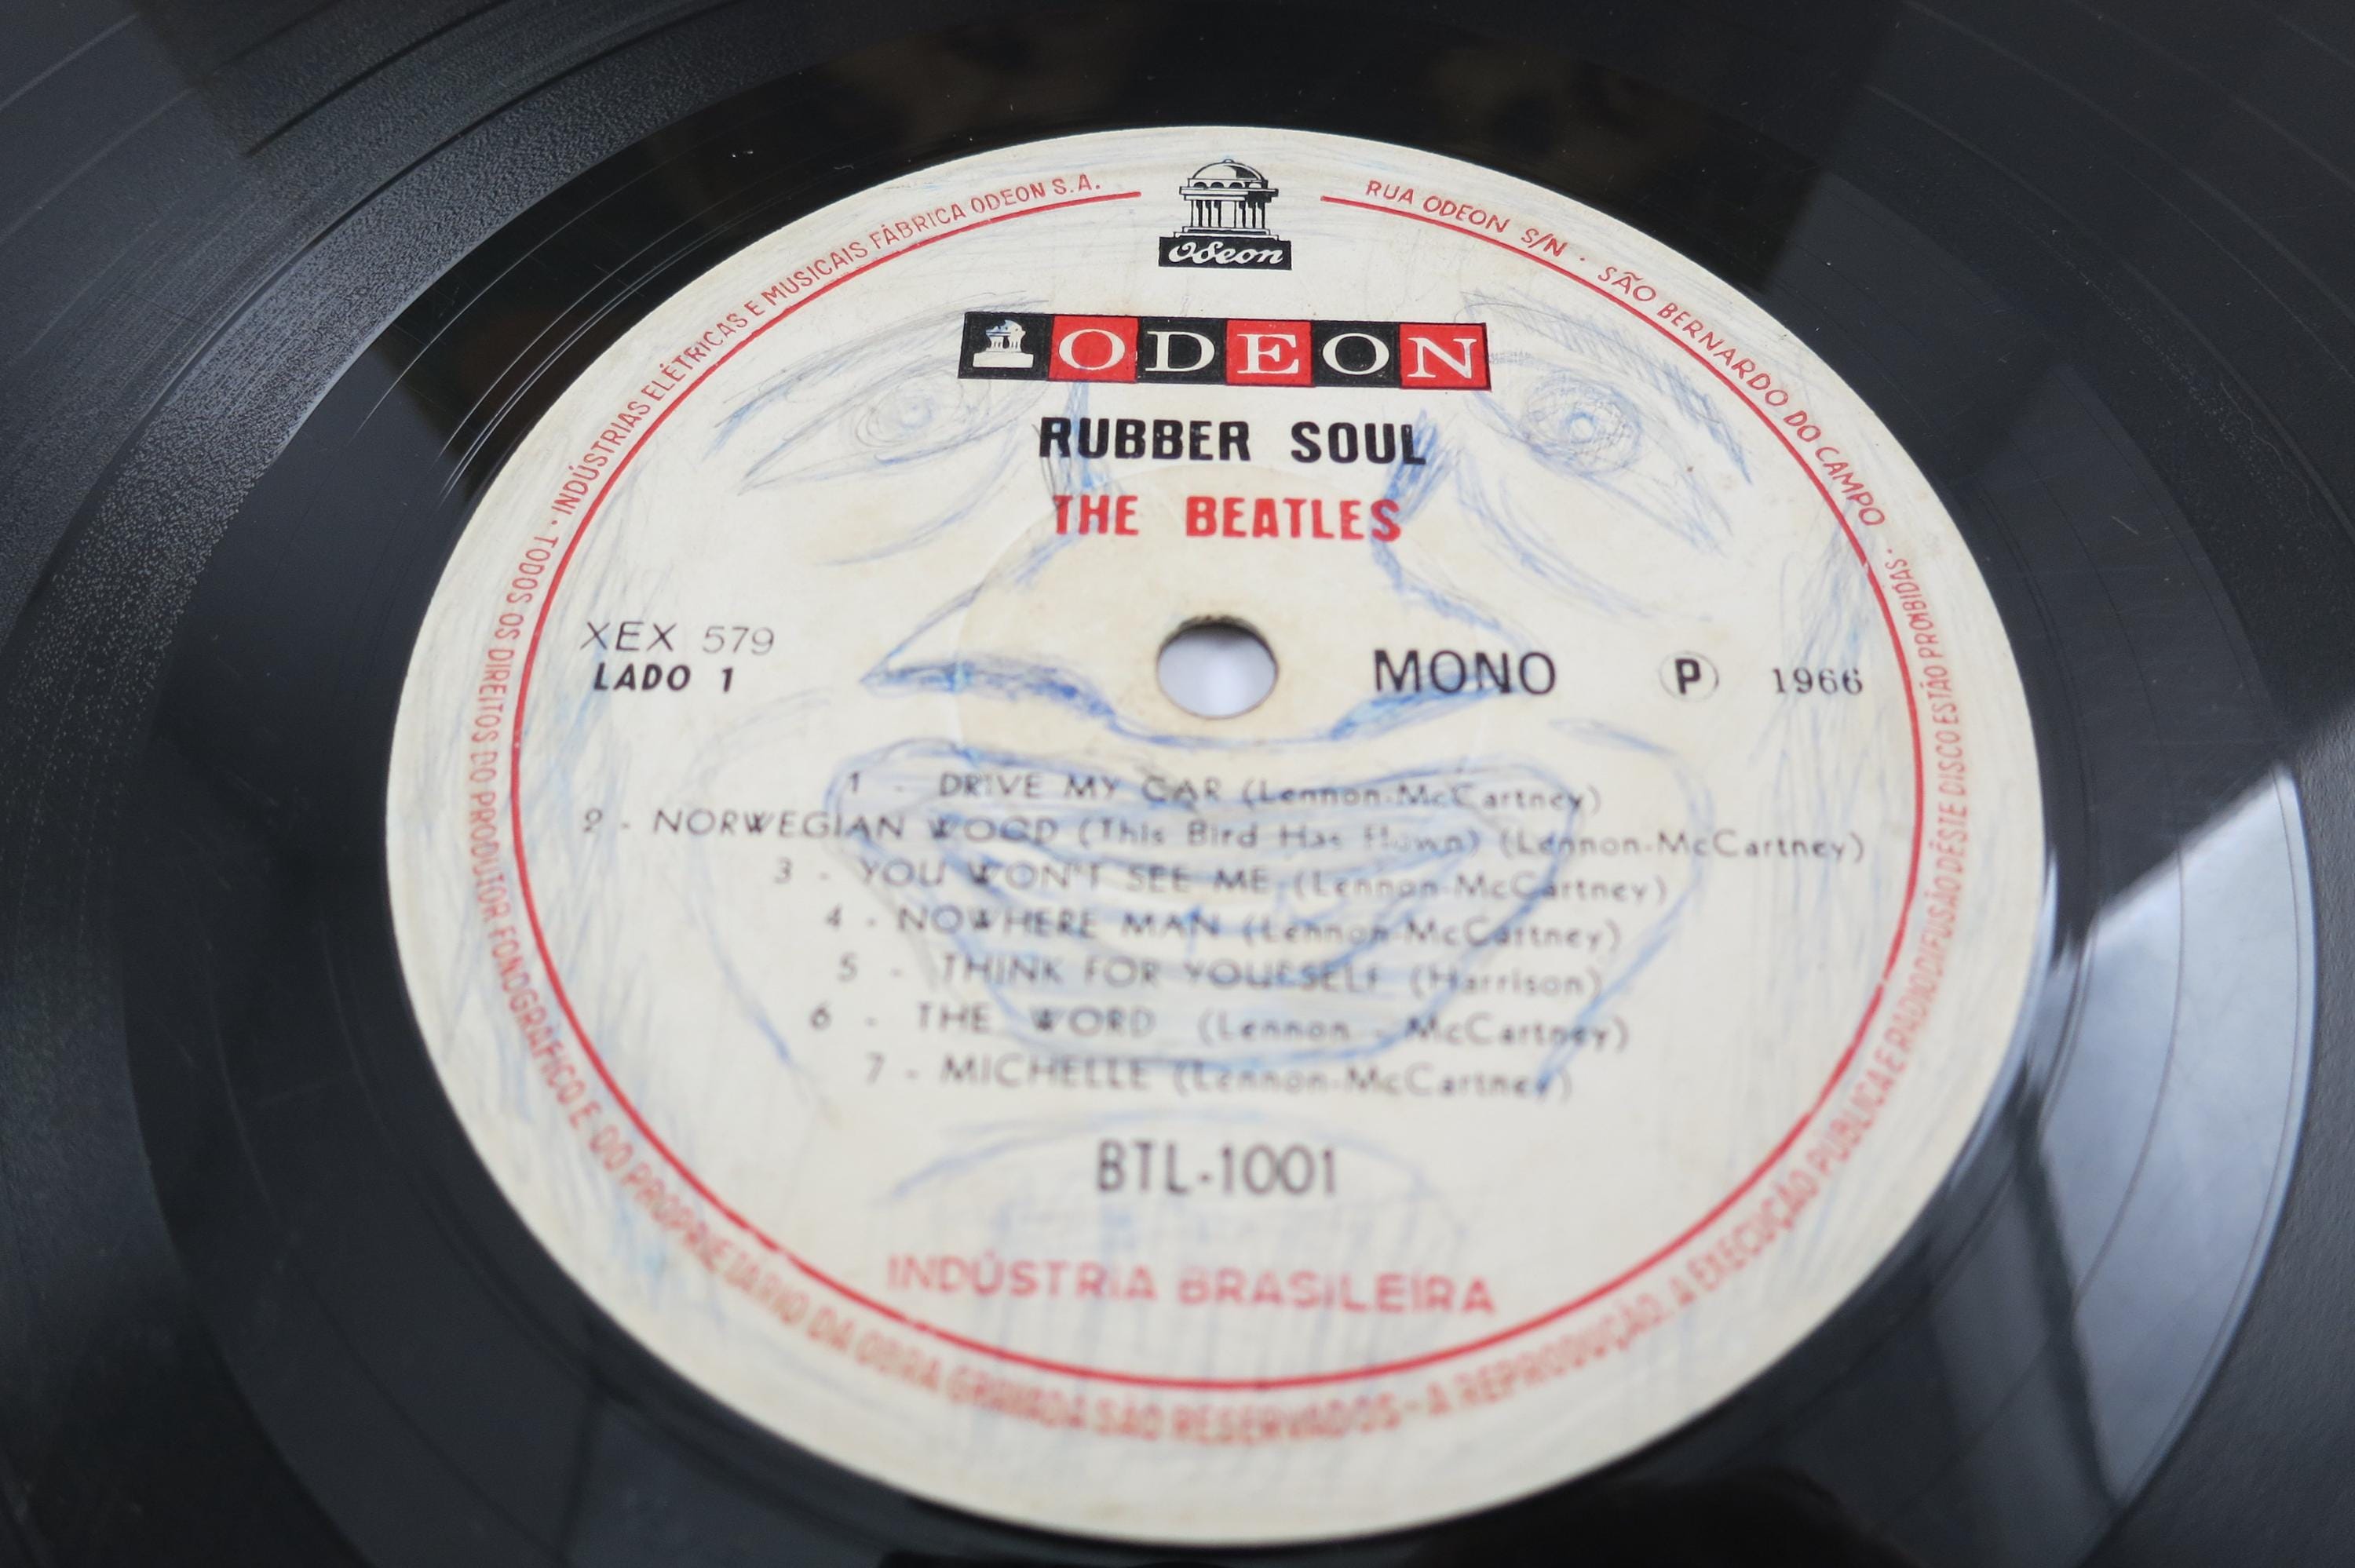 INDÚSTRIAS ELÉTRICAS E MUSICAIS FÁBRICA ODEON S.A.
RUA ODEON S/N · SÃO BERNARDO DO CAMPO ·
Odeon
ODEON
RUBBER SOUL
THE BEATLES
XEX 579
LADO 1
MONO
P 1966
1 - DRIVE MY CAR (Lennon-McCartney)
2 - NORWEGIAN WOOD (This Bird Has Flown) (Lennon-McCartney)
3 - YOU WON'T SEE ME (Lennon-McCartney)
4 - NOWHERE MAN (Lennon-McCartney)
5 - THINK FOR YOURSELF (Harrison)
6 - THE WORD (Lennon - McCartney)
7 - MICHELLE (Lennon-McCartney)
BTL-1001
INDÚSTRIA BRASILEIRA
TODOS OS DIREITOS DO PRODUTOR FONOGRÁFICO E DO PROPRIETÁRIO DA OBRA GRAVADA SÃO RESERVADOS - A REPRODUÇÃO, A EXECUÇÃO PÚBLICA E RADIODIFUSÃO DÊSTE DISCO ESTÃO PROIBIDAS ·